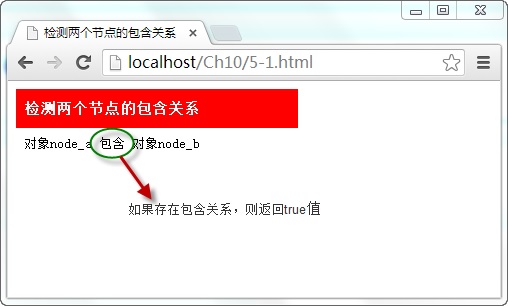 检测两个节点的包含关系
localhost/Ch10/5-1.html
检测两个节点的包含关系
对象node_a 包含 对象node_b
如果存在包含关系，则返回true值